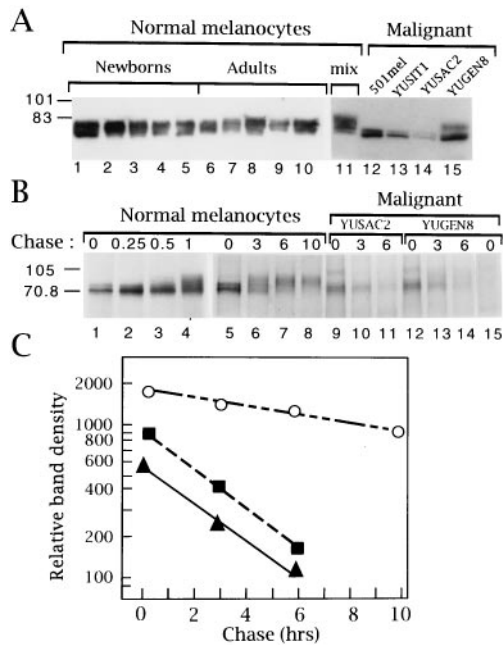 A
Normal melanocytes
Malignant
Newborns
Adults
mix
501mel
YUSIT1
YUSAC2
YUGEN8
101
83
1 2 3 4 5 6 7 8 9 10 11 12 13 14 15
B
Malignant
Normal melanocytes
YUSAC2
YUGEN8
Chase : 0 0.25 0.5 1 0 3 6 10 0 3 6 0 3 6 0
105
70.8
1 2 3 4 5 6 7 8 9 10 11 12 13 14 15
C
Relative band density
2000
1000
800
600
400
200
100
0 2 4 6 8 10
Chase (hrs)